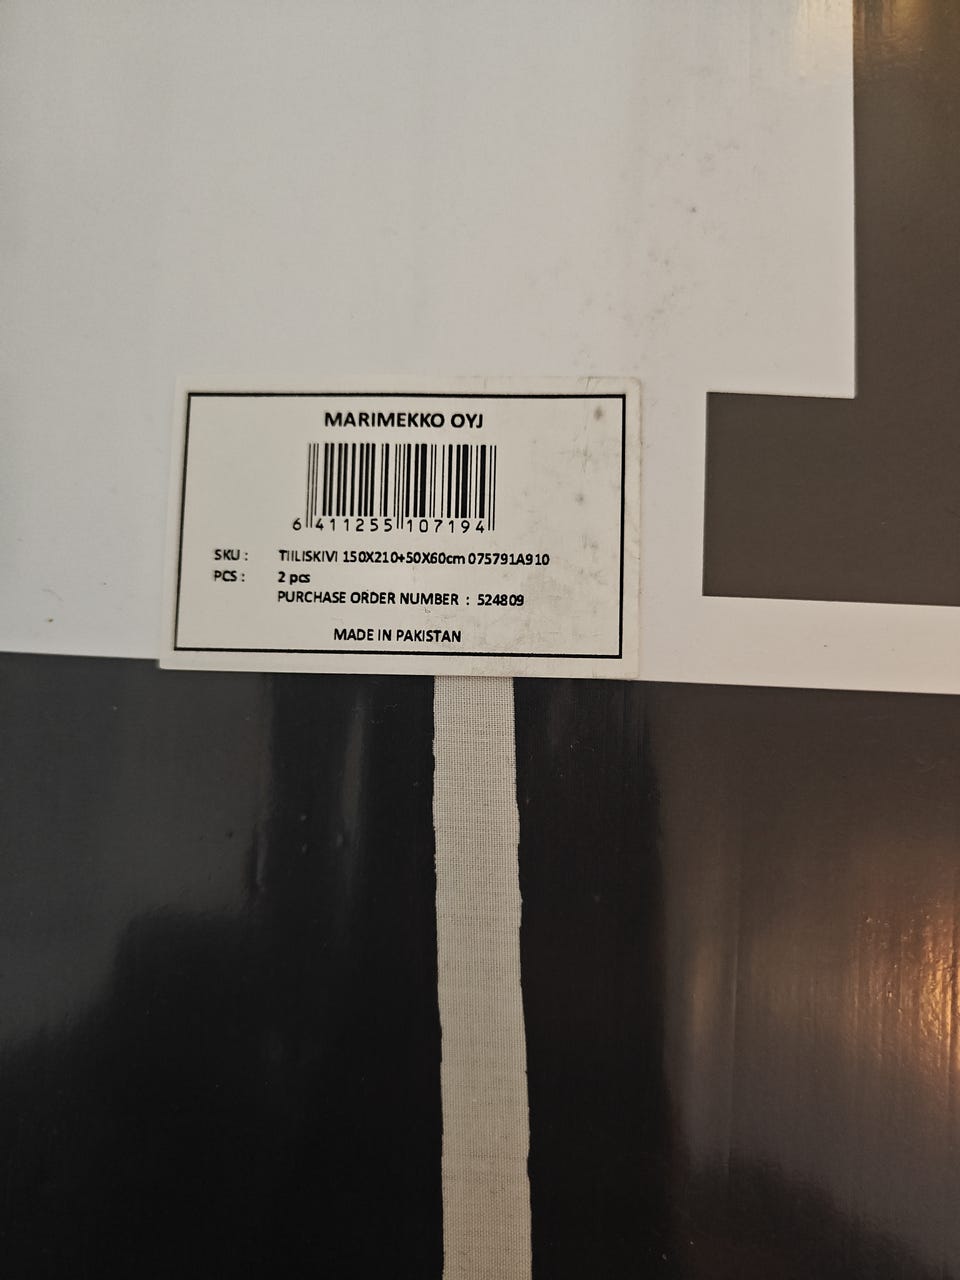 MARIMEKKO OYJ
6 411255 107194
SKU : TIILISKIVI 150X210+50X60cm 075791A910
PCS : 2 pcs
PURCHASE ORDER NUMBER : 524809
MADE IN PAKISTAN